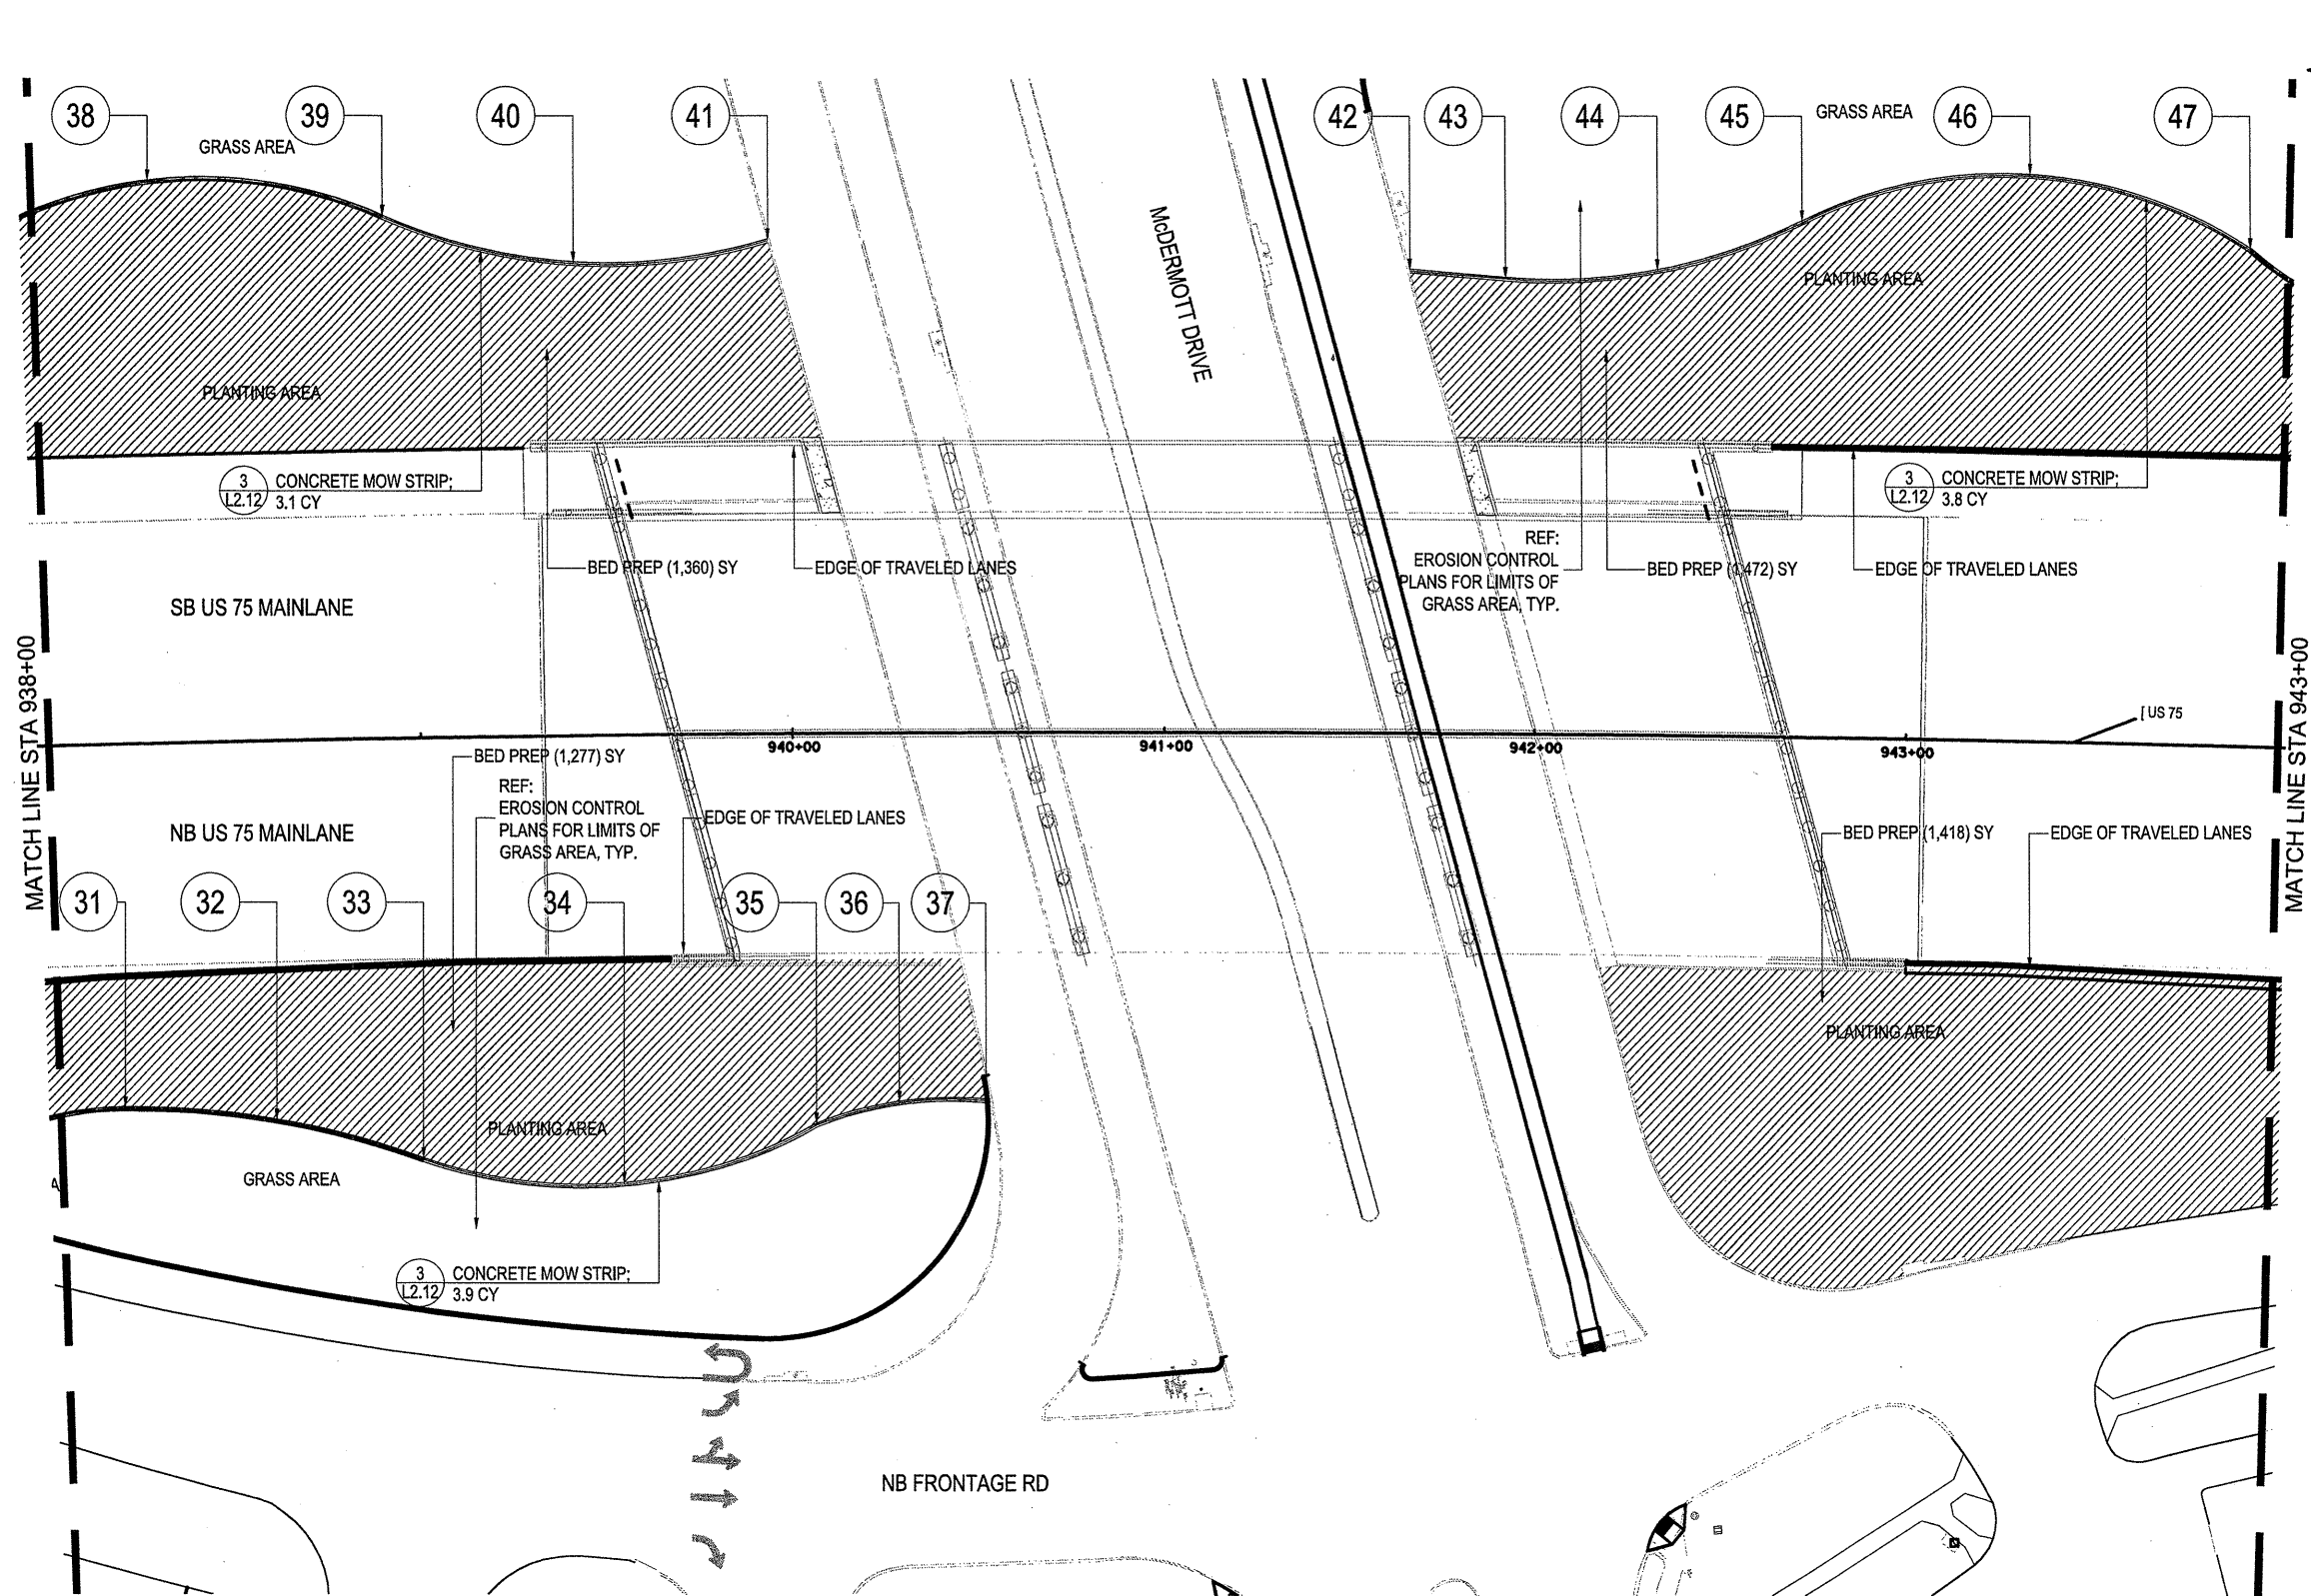 38
39
40
41
42
43
44
45
46
47
GRASS AREA
GRASS AREA
McDERMOTT DRIVE
PLANTING AREA
PLANTING AREA
3
L2.12
CONCRETE MOW STRIP;
3.1 CY
3
L2.12
CONCRETE MOW STRIP;
3.8 CY
BED PREP (1,360) SY
EDGE OF TRAVELED LANES
REF:
EROSION CONTROL
PLANS FOR LIMITS OF
GRASS AREA, TYP.
BED PREP (1,472) SY
EDGE OF TRAVELED LANES
SB US 75 MAINLANE
MATCH LINE STA 938+00
MATCH LINE STA 943+00
[ US 75
940+00
941+00
942+00
943+00
BED PREP (1,277) SY
REF:
EROSION CONTROL
PLANS FOR LIMITS OF
GRASS AREA, TYP.
EDGE OF TRAVELED LANES
NB US 75 MAINLANE
BED PREP (1,418) SY
EDGE OF TRAVELED LANES
31
32
33
34
35
36
37
PLANTING AREA
PLANTING AREA
GRASS AREA
3
L2.12
CONCRETE MOW STRIP;
3.9 CY
NB FRONTAGE RD